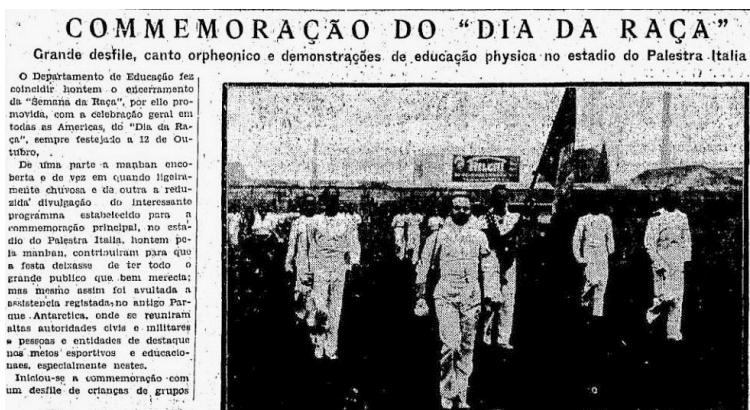 COMMEMORAÇÃO DO "DIA DA RAÇA"
Grande desfile, canto orpheonico e demonstrações de educação physica no estadio do Palestra Italia
O Departamento de Educação fez
coincidir hontem o encerramento
da "Semana da Raça", por elle pro-
movida, com a celebração geral em
todas as Americas, do "Dia da Ra-
ça", sempre festejado a 12 de Ou-
tubro.
De uma parte a manhan enco-
berta e de vez em quando ligeira-
mente chuvosa e da outra a redu-
zida divulgação do interessante
programma estabelecido para a
commemoração principal, no esta-
dio do Palestra Italia, hontem pe-
la manhan, contribuiram para que
a festa deixasse de ter todo o
grande publico que bem merecia;
mas mesmo assim foi avultada a
assistencia registada no antigo Par-
que Antarctica, onde se reuniram
altas autoridades civis e militares
e pessoas e entidades de destaque
nos meios esportivos e educacio-
naes, especialmente nestes.
Iniciou-se a commemoração com
um desfile de crianças de grupos